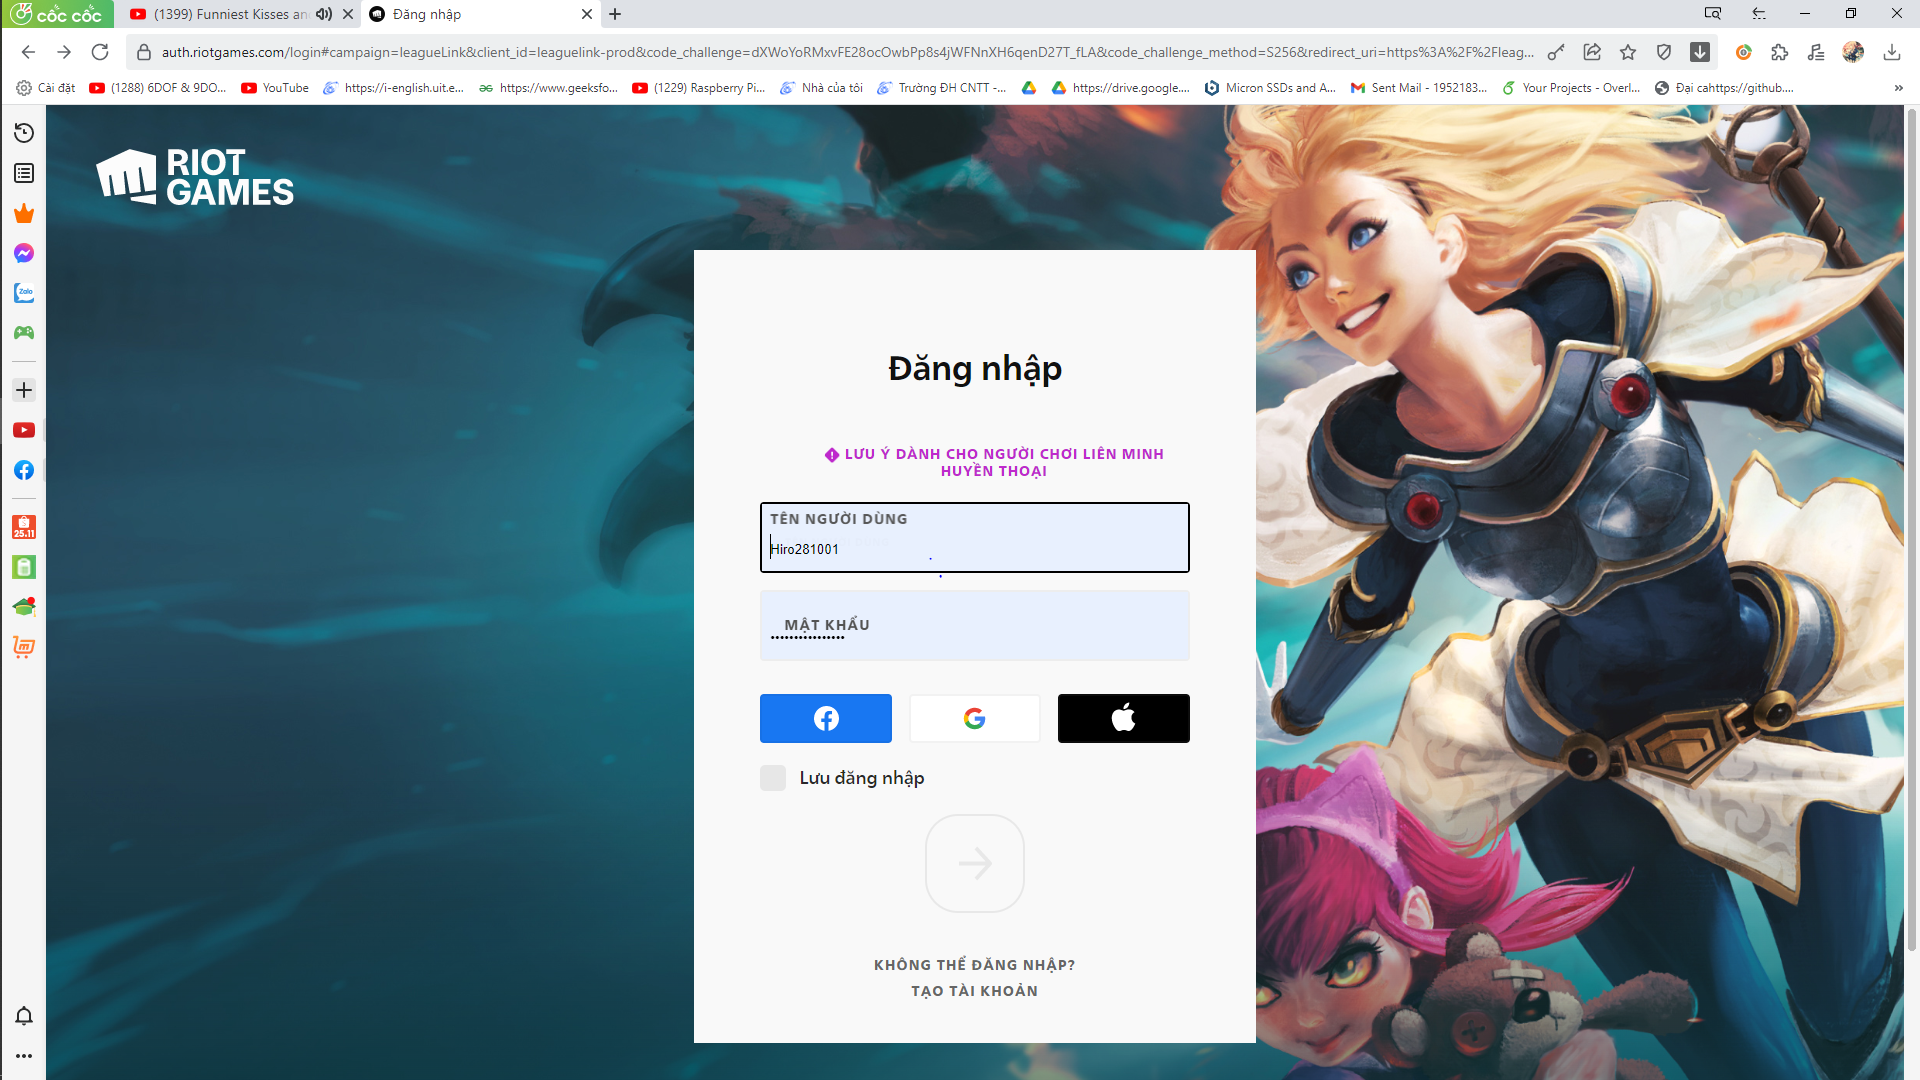 cốc cốc
(1399) Funniest Kisses an
Đăng nhập
auth.riotgames.com/login#campaign=leagueLink&client_id=leaguelink-prod&code_challenge=dXWoYoRMxvFE28ocOwbPp8s4jWFNnXH6qenD27T_fLA&code_challenge_method=S256&redirect_uri=https%3A%2F%2Fleag...
Cài đặt
(1288) 6DOF & 9DO...
YouTube
https://i-english.uit.e...
https://www.geeksfo...
(1229) Raspberry Pi...
Nhà của tôi
Trường ĐH CNTT -...
https://drive.google....
Micron SSDs and A...
Sent Mail - 1952183...
Your Projects - Overl...
Đại cahttps://github....
RIOT
GAMES
Zalo
25.11
Đăng nhập
LƯU Ý DÀNH CHO NGƯỜI CHƠI LIÊN MINH
HUYỀN THOẠI
TÊN NGƯỜI DÙNG
Hiro281001
MẬT KHẨU
Lưu đăng nhập
KHÔNG THỂ ĐĂNG NHẬP?
TẠO TÀI KHOẢN